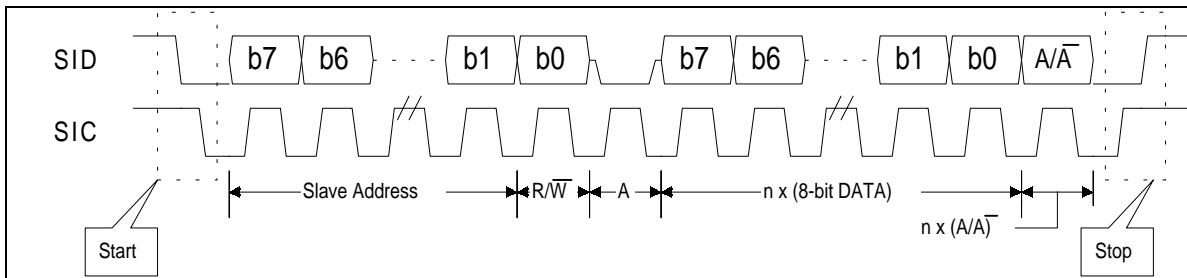 SID b7 b6 b1 b0 b7 b6 b1 b0 A/A̅
SIC
Slave Address R/W̅ A n x (8-bit DATA)
n x (A/A̅)
Start Stop